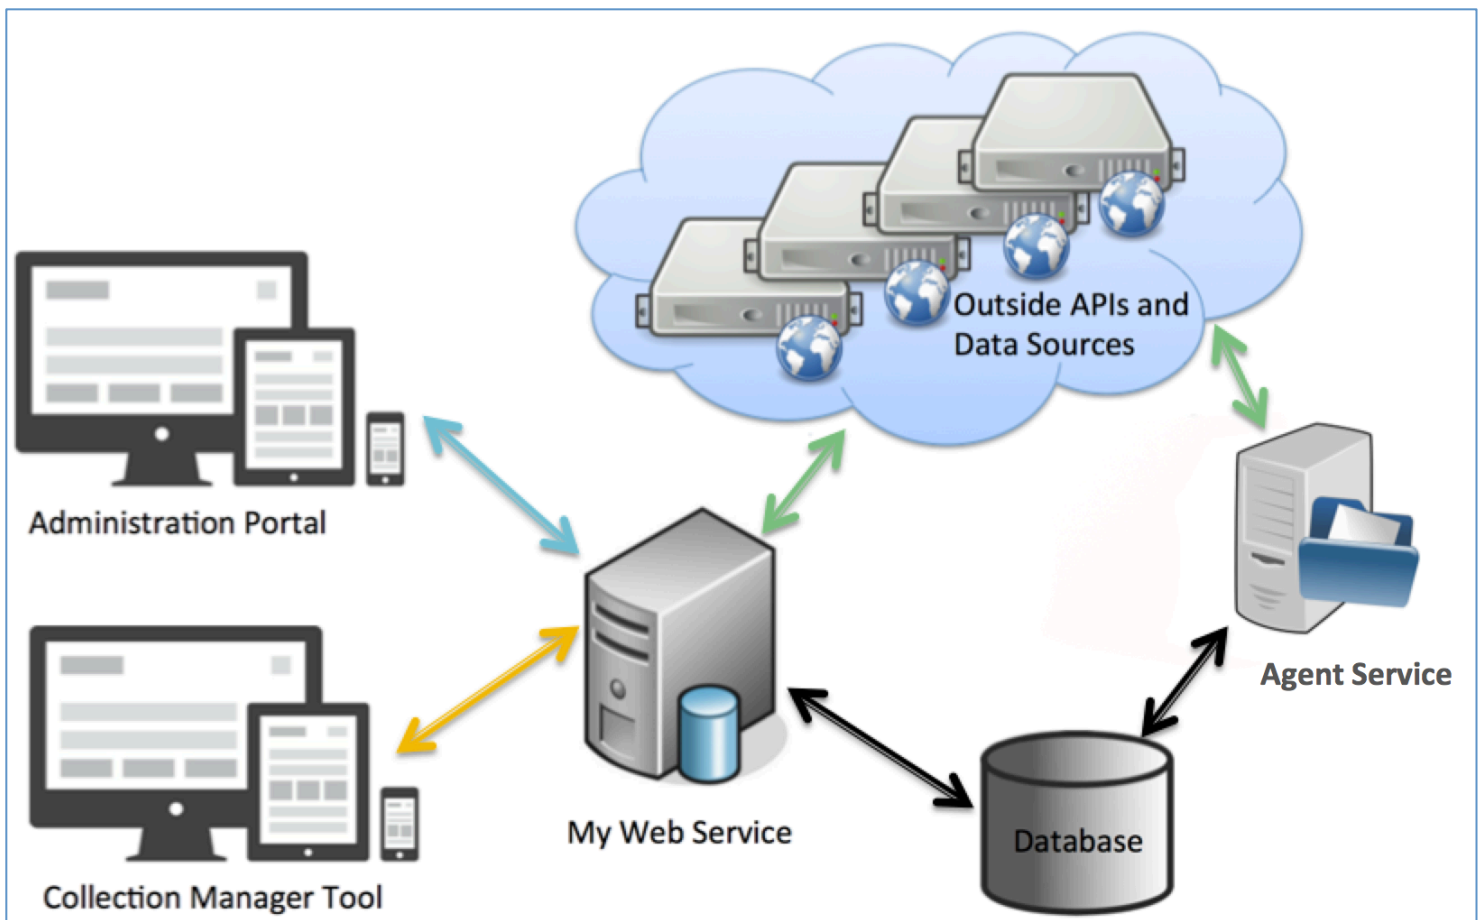 Outside APIs and
Data Sources
Administration Portal
Agent Service
My Web Service
Database
Collection Manager Tool